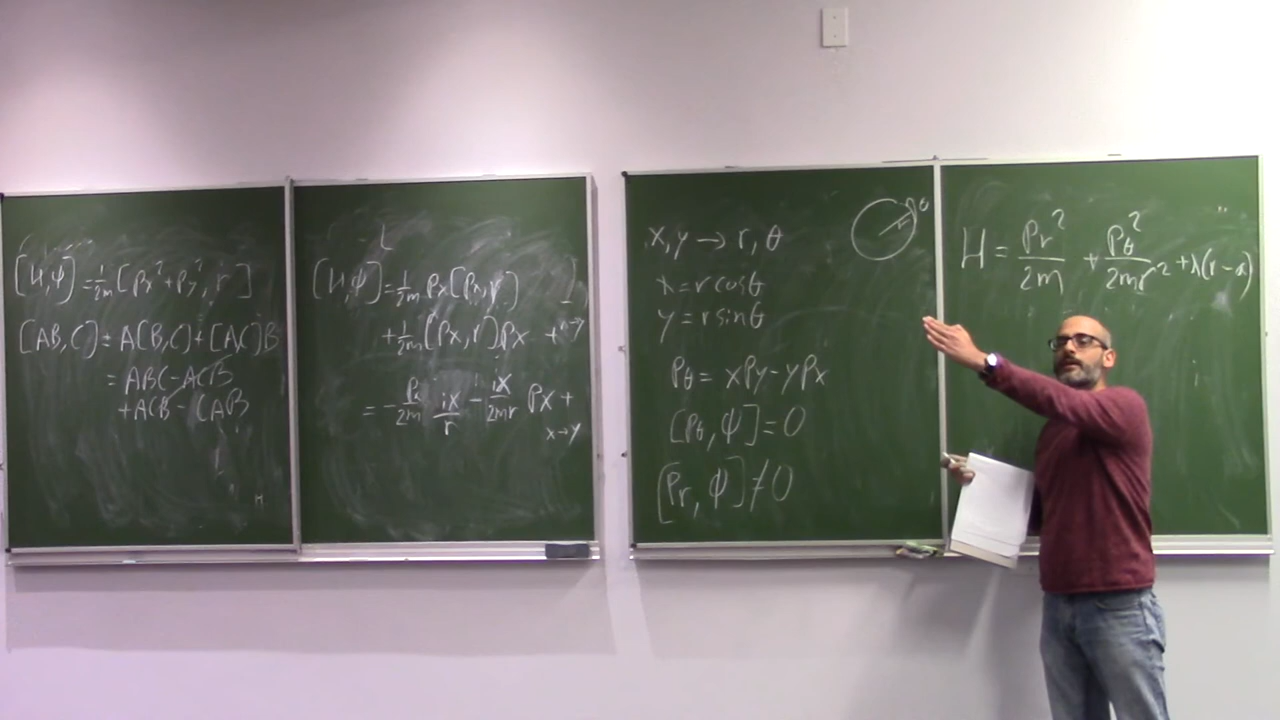 [H,ψ]=1/2m [Px²+Py², r]
[AB,C]=A[B,C]+[A,C]B
= ABC-ACB
+ACB-CAB
[H,ψ]=1/2m Px[Px,r]
+1/2m [Px,r]Px +
= -Px/2m ix/r - ix/2mr Px +
x→y
x,y → r,θ
x=r cosθ
y=r sinθ
Pθ= xPy-yPx
[Pθ,ψ]=0
[Pr,ψ]≠0
r θ
H= Pr²/2m + Pθ²/2mr² +λ(r-a)